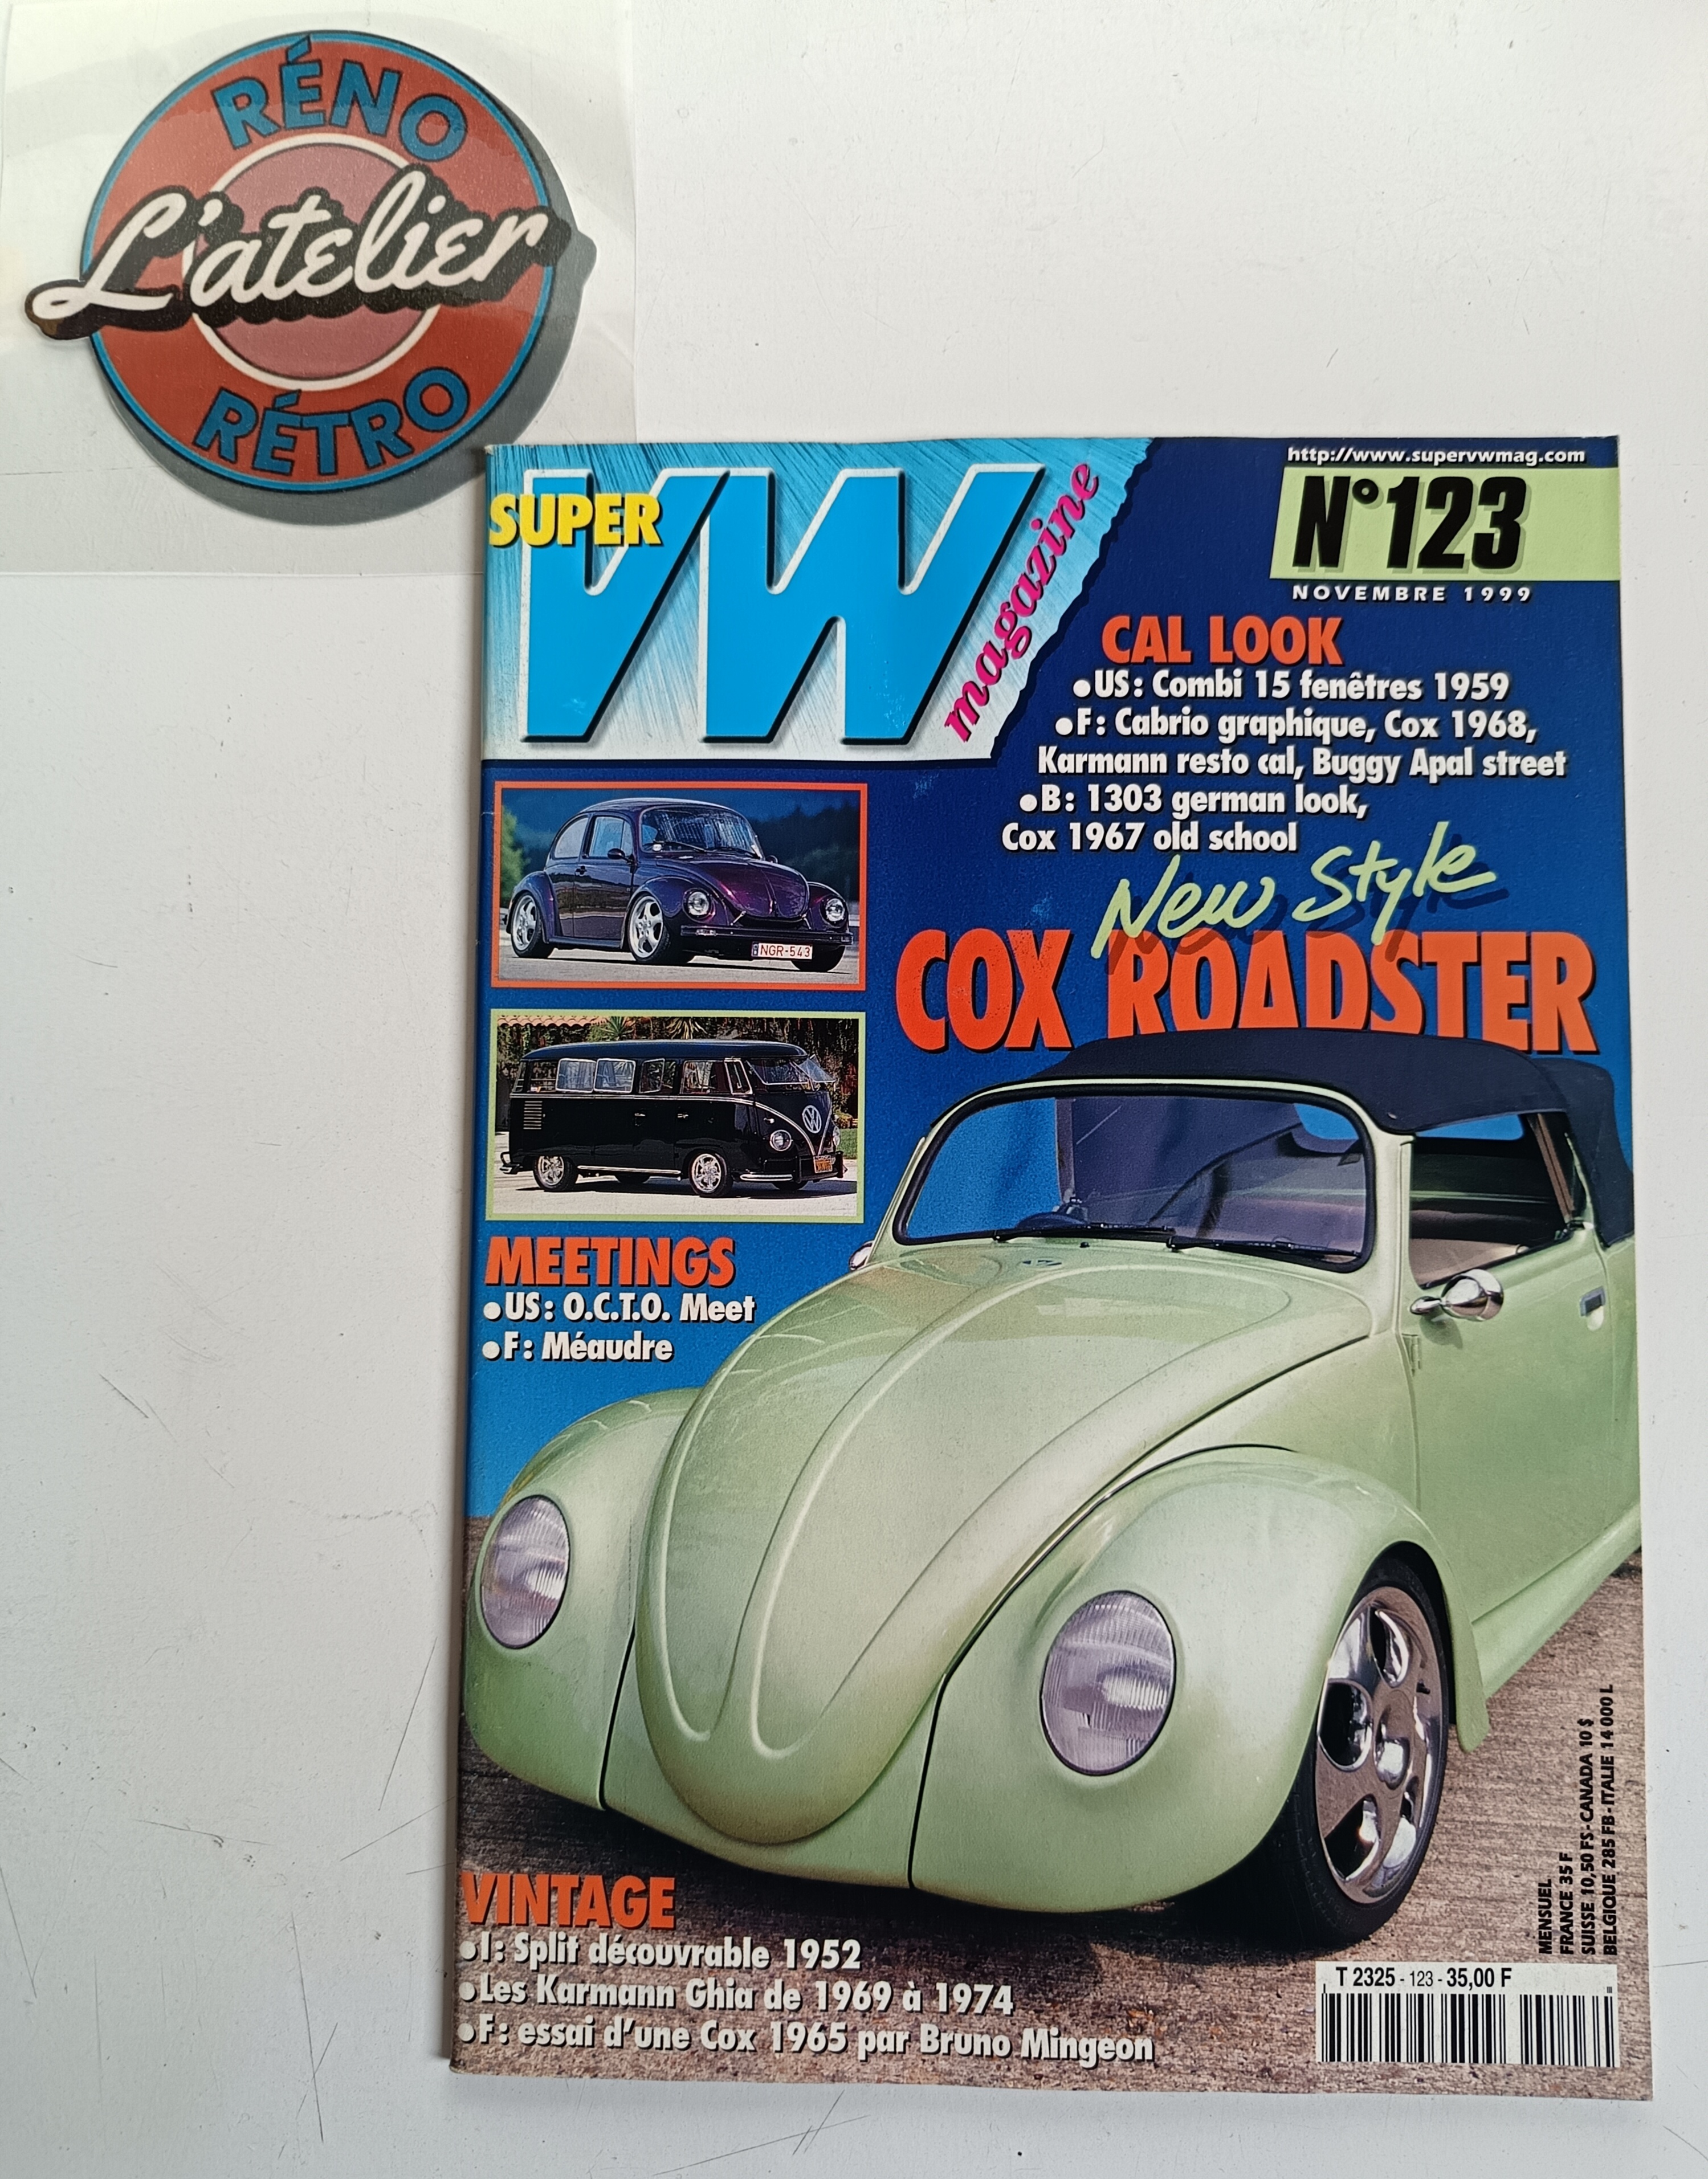 RÉNO
L'atelier
RÉTRO
SUPER
VW
magazine
http://www.supervwmag.com
N°123
NOVEMBRE 1999
CAL LOOK
•US: Combi 15 fenêtres 1959
•F: Cabrio graphique, Cox 1968,
Karmann resto cal, Buggy Apal street
•B: 1303 german look,
Cox 1967 old school
New Style
COX ROADSTER
NGR-543
MEETINGS
•US: O.C.T.O. Meet
•F: Méaudre
VINTAGE
•I: Split découvrable 1952
•Les Karmann Ghia de 1969 à 1974
•F: essai d'une Cox 1965 par Bruno Mingeon
MENSUEL
FRANCE 35 F
SUISSE 10,50 FS-CANADA 10 $
BELGIQUE 285 FB-ITALIE 14 000 L
T 2325 - 123 - 35,00 F